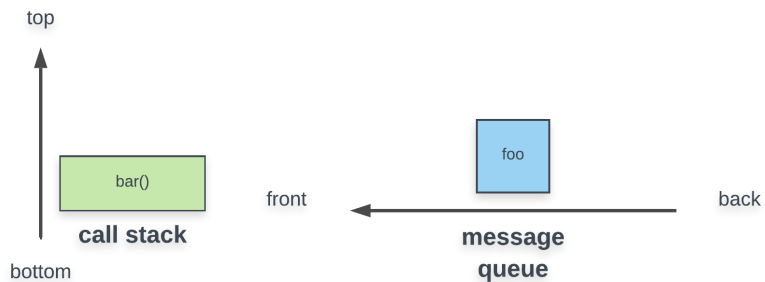 top
bar()
foo
front
back
call stack
message
queue
bottom